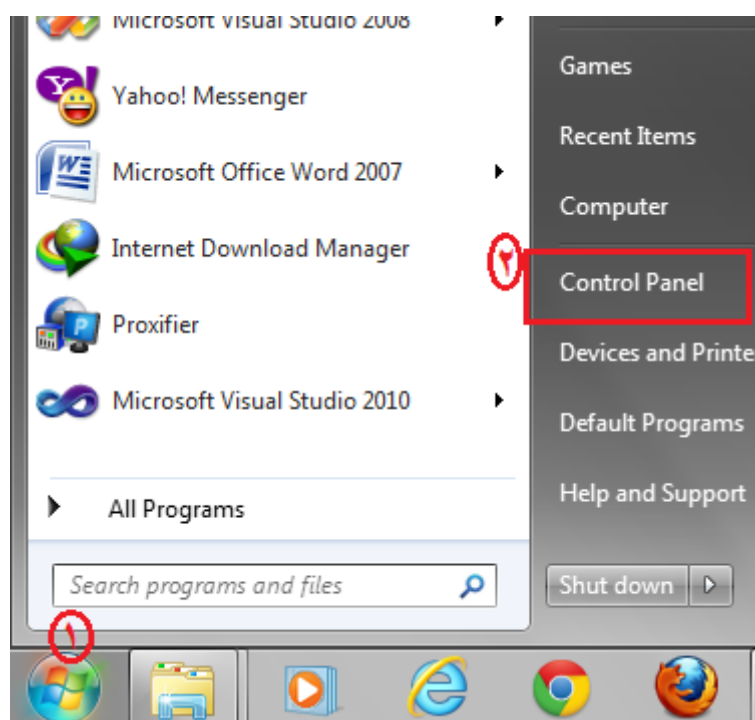 Microsoft Visual Studio 2008
Yahoo! Messenger
Microsoft Office Word 2007
Internet Download Manager
Proxifier
Microsoft Visual Studio 2010
All Programs
Search programs and files
۱
Games
Recent Items
Computer
۲
Control Panel
Devices and Printe
Default Programs
Help and Support
Shut down